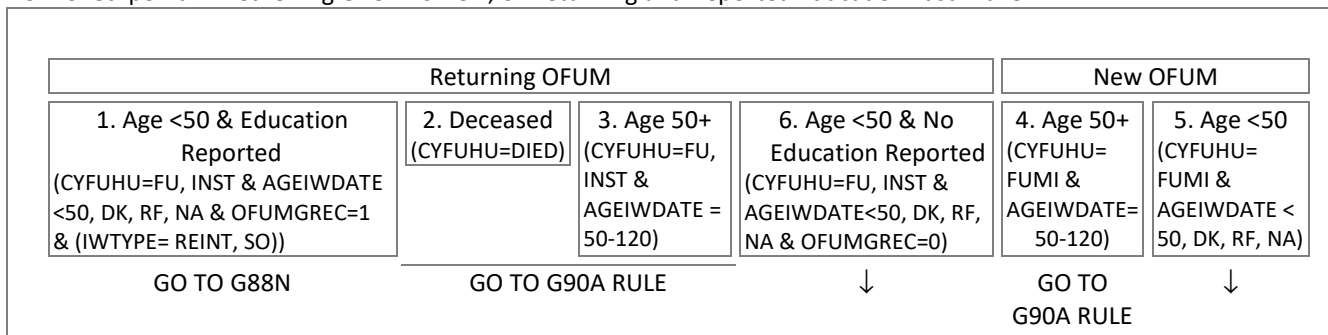 Returning OFUM
New OFUM
1. Age <50 & Education
Reported
(CYFUHU=FU, INST & AGEIWDATE
<50, DK, RF, NA & OFUMGREC=1
& (IWTYPE= REINT, SO))
2. Deceased
(CYFUHU=DIED)
3. Age 50+
(CYFUHU=FU,
INST &
AGEIWDATE =
50-120)
6. Age <50 & No
Education Reported
(CYFUHU=FU, INST &
AGEIWDATE<50, DK, RF,
NA & OFUMGREC=0)
4. Age 50+
(CYFUHU=
FUMI &
AGEIWDATE=
50-120)
5. Age <50
(CYFUHU=
FUMI &
AGEIWDATE <
50, DK, RF, NA)
GO TO G88N
GO TO G90A RULE
↓
GO TO
G90A RULE
↓